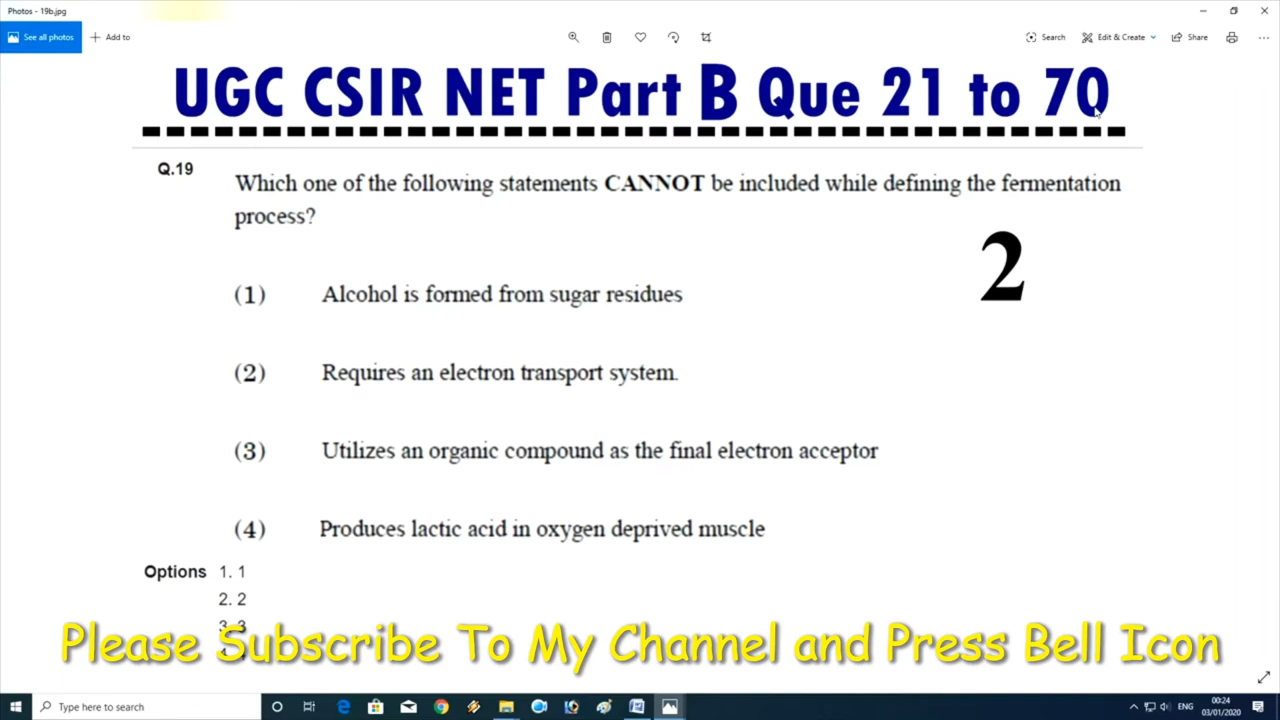 Photos - 19b.jpg
See all photos
Add to
Search
Edit & Create
Share
UGC CSIR NET Part B Que 21 to 70
Q.19
Which one of the following statements CANNOT be included while defining the fermentation
process?
2
(1) Alcohol is formed from sugar residues
(2) Requires an electron transport system.
(3) Utilizes an organic compound as the final electron acceptor
(4) Produces lactic acid in oxygen deprived muscle
Options 1. 1
2. 2
3. 3
Please Subscribe To My Channel and Press Bell Icon
Type here to search
ENG
00:24
03/01/2020